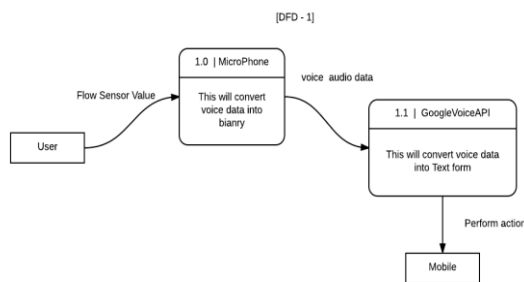 [DFD - 1]
1.0 | MicroPhone
voice audio data
Flow Sensor Value
This will convert
voice data into
bianry
1.1 | GoogleVoiceAPI
User
This will convert voice data
into Text form
Perform action
Mobile